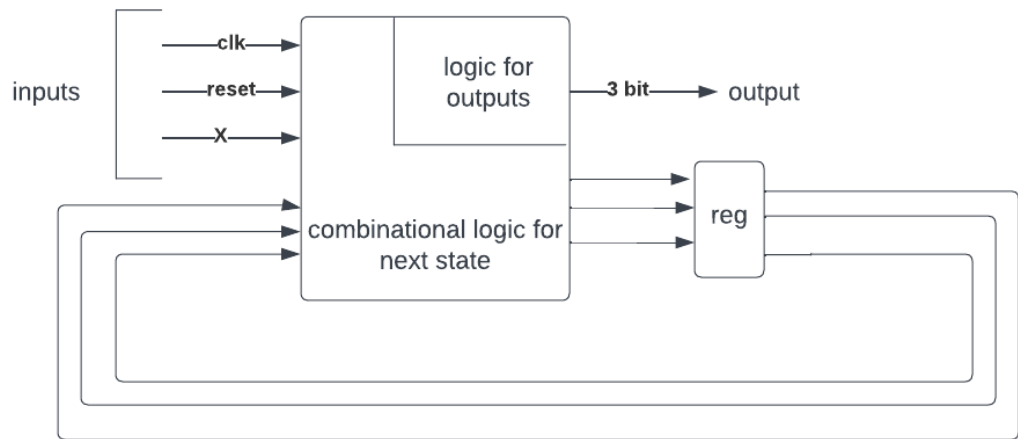 clk
inputs
reset
X
logic for
outputs
3 bit
output
combinational logic for
next state
reg